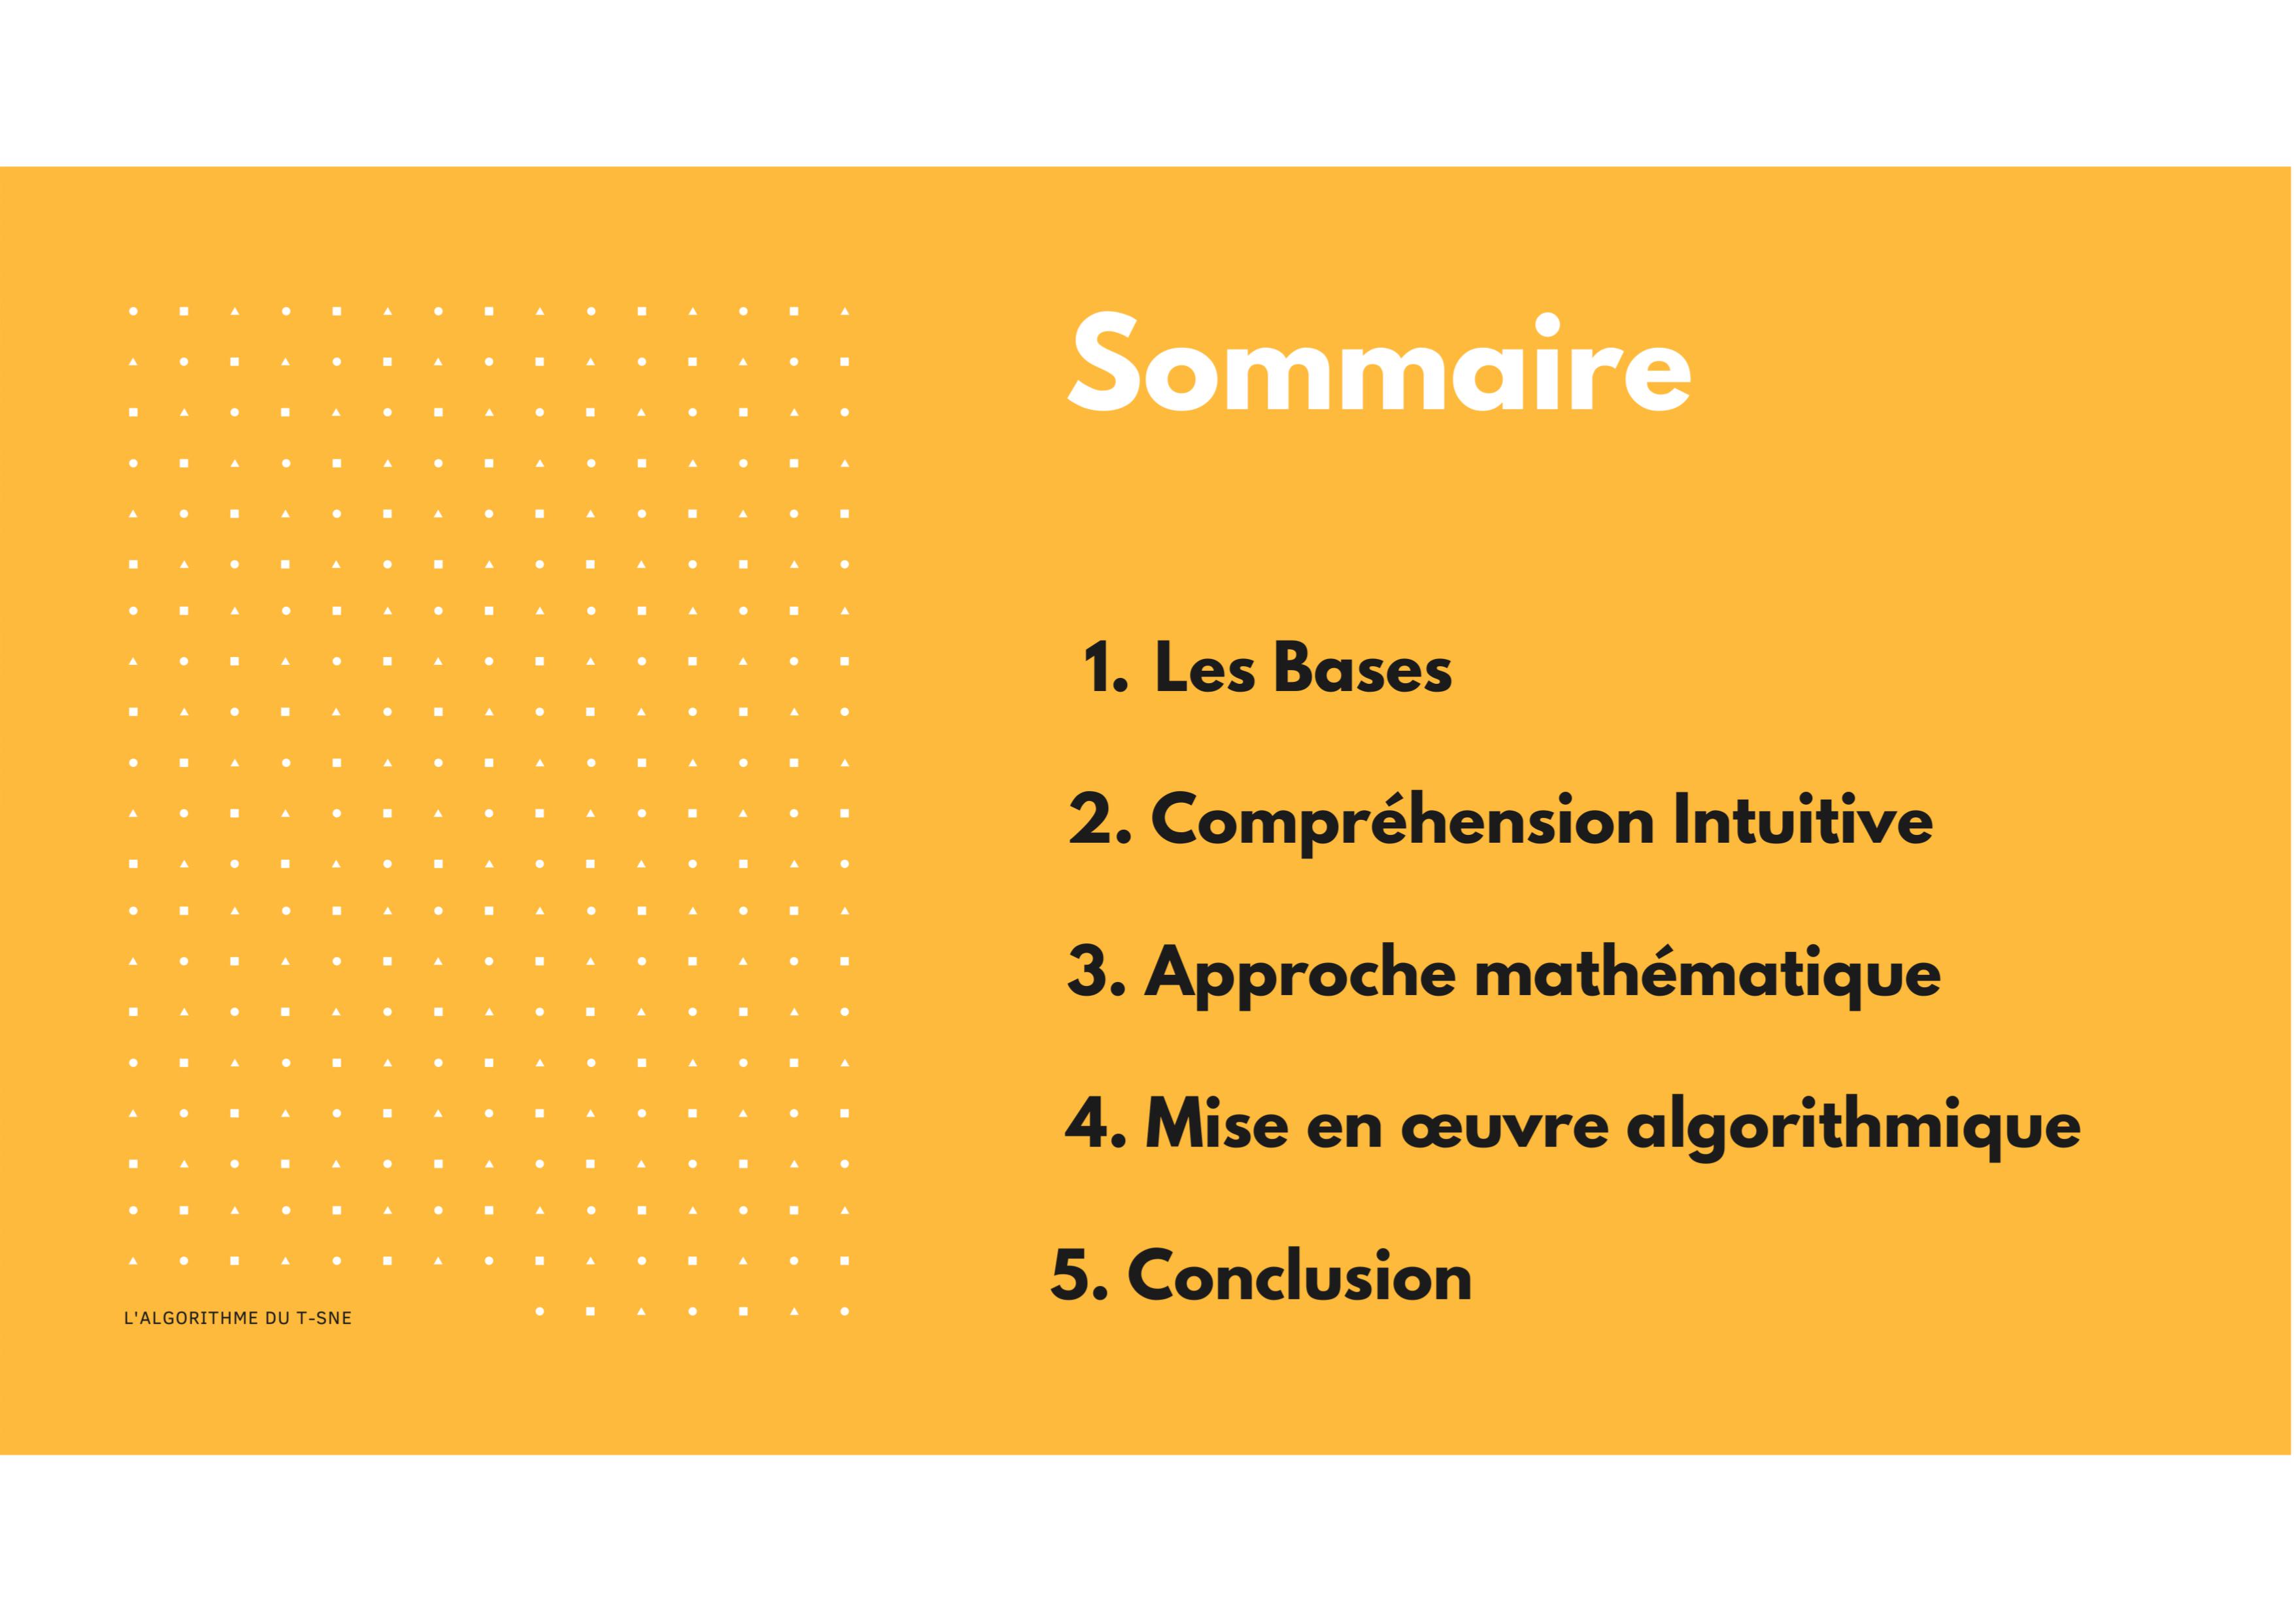 Sommaire
1. Les Bases
2. Compréhension Intuitive
3. Approche mathématique
4. Mise en œuvre algorithmique
5. Conclusion
L'ALGORITHME DU T-SNE